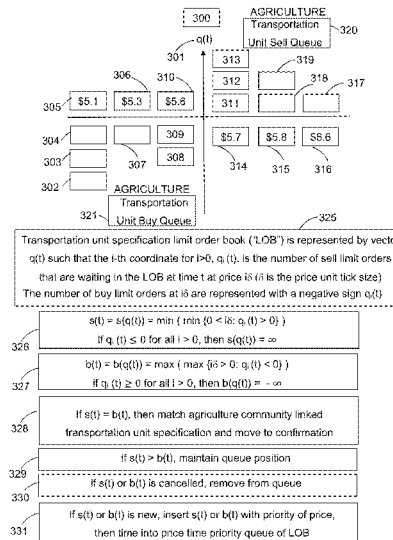 300
AGRICULTURE
Transportation
Unit Sell Queue
320
q(t)
301
313
319
306
310
312
318
317
305
$5.1
$5.3
$5.6
311
304
309
$5.7
$5.8
$6.6
303
307
308
314
315
316
302
AGRICULTURE
Transportation
Unit Buy Queue
321
325
Transportation unit specification limit order book ("LOB") is represented by vecto
q(t) such that the i-th coordinate for i>0, qᵢ (t). is the number of sell limit orders
that are waiting in the LOB at time t at price iδ (δ is the price unit tick size)
The number of buy limit orders at iδ are represented with a negative sign qᵢ(t)
s(t) = s(q(t)) = min { min {0 < iδ: qᵢ (t) > 0} )
If qᵢ ≤ 0 for all i > 0, then s(q(t)) = ∞
326
b(t) = b(q(t)) = max { max {iδ > 0: qᵢ (t) < 0} )
if qᵢ (t) ≥ 0 for all i > 0, then b(q(t)) = - ∞
327
If s(t) = b(t), then match agriculture community linked
transportation unit specification and move to confirmation
328
329
If s(t) > b(t), maintain queue position
330
If s(t) or b(t) is cancelled, remove from queue
331
If s(t) or b(t) is new, insert s(t) or b(t) with priority of price,
then time into price time priority queue of LOB